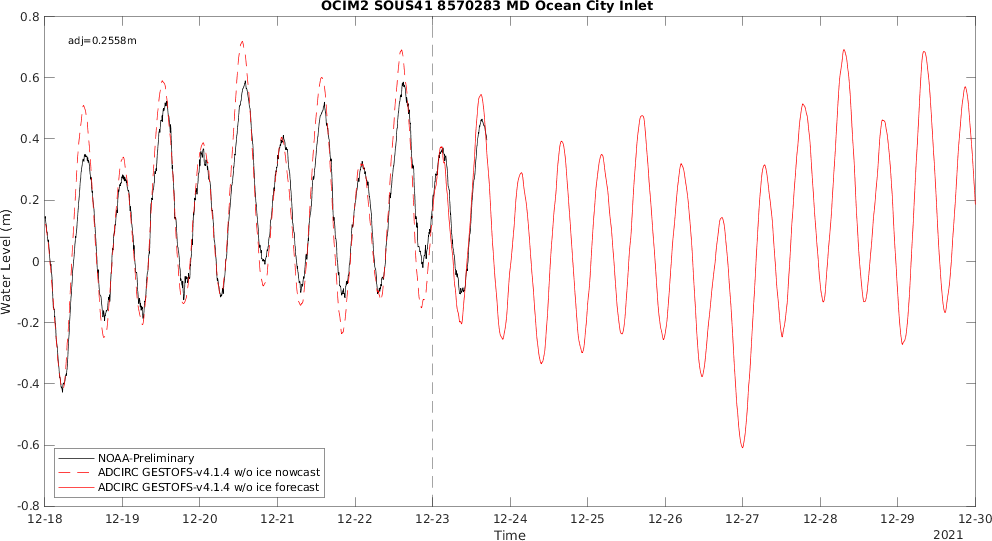 OCIM2 SOUS41 8570283 MD Ocean City Inlet
adj=0.2558m
0.8
0.6
0.4
0.2
0
-0.2
-0.4
-0.6
-0.8
Water Level (m)
NOAA-Preliminary
ADCIRC GESTOFS-v4.1.4 w/o ice nowcast
ADCIRC GESTOFS-v4.1.4 w/o ice forecast
12-18 12-19 12-20 12-21 12-22 12-23 12-24 12-25 12-26 12-27 12-28 12-29 12-30
Time
2021